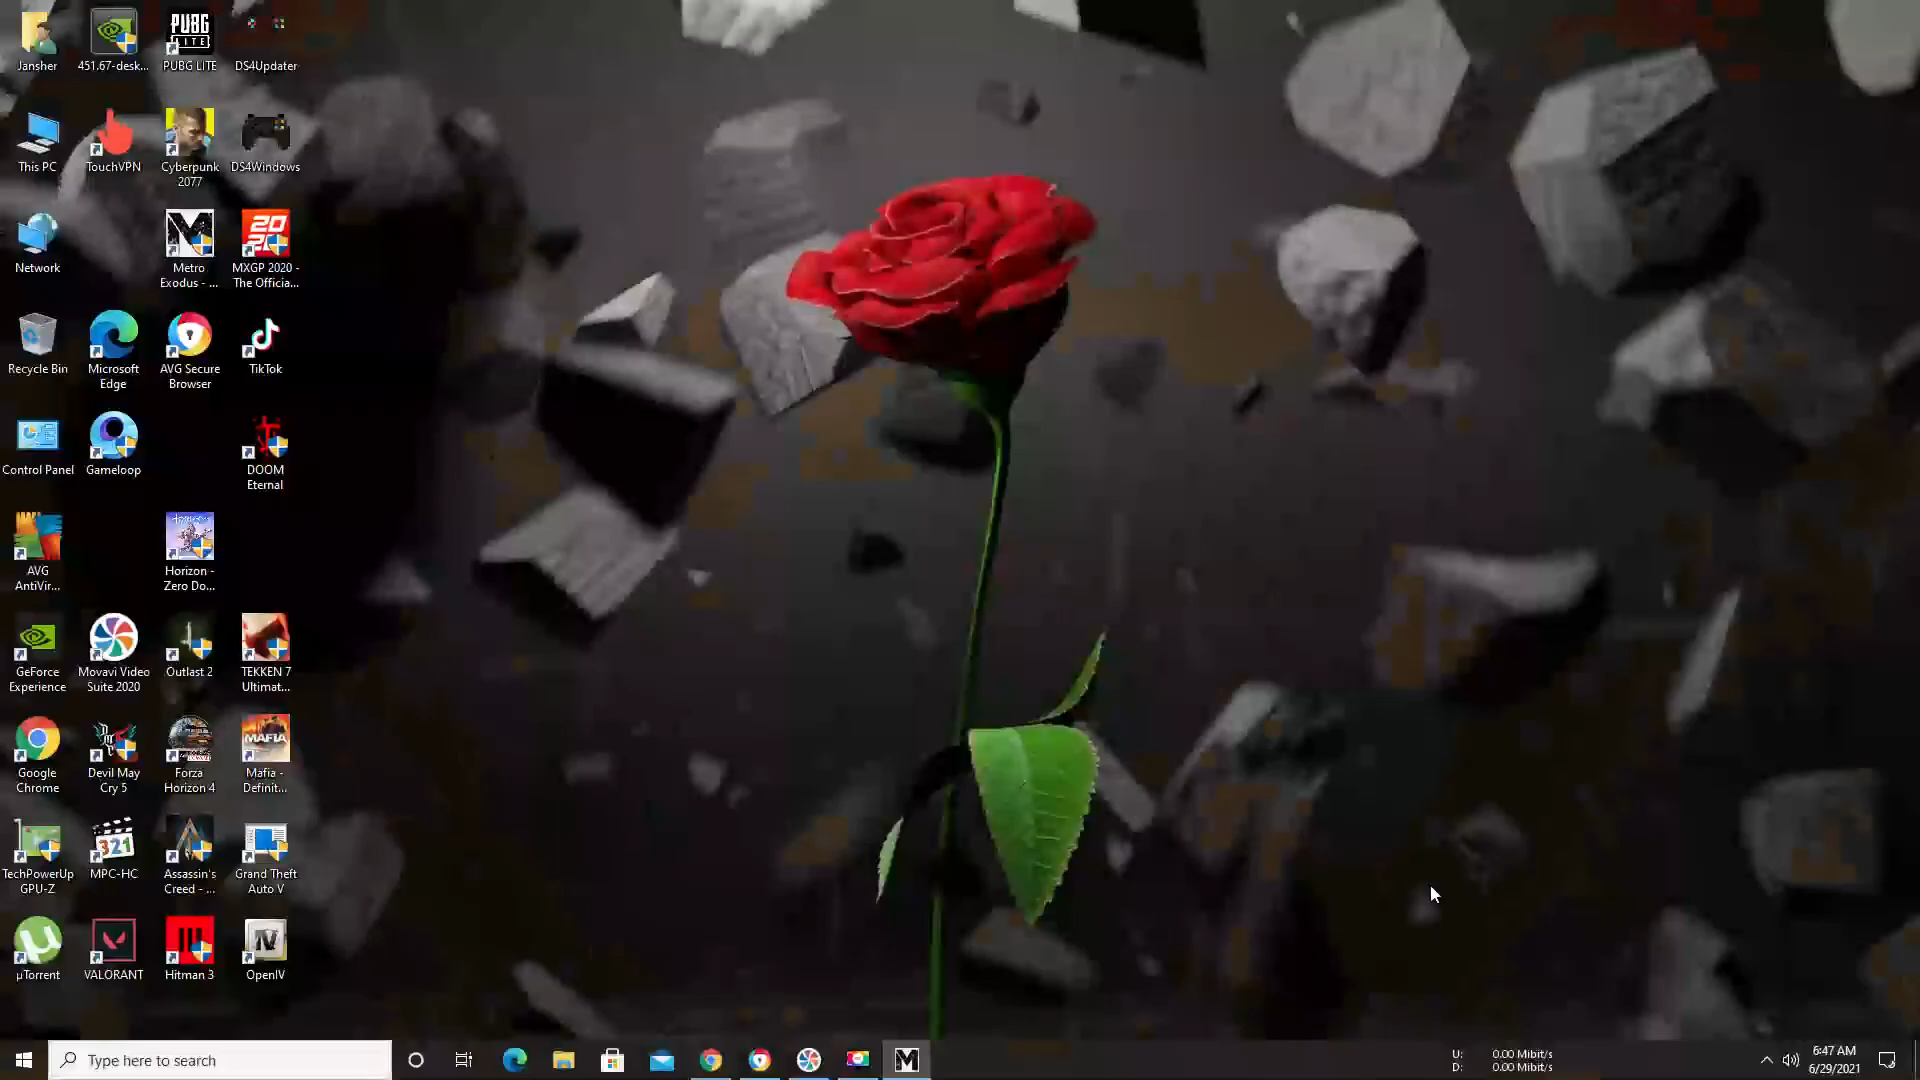 Jansher
451.67-desk...
PUBG LITE
DS4Updater
This PC
TouchVPN
Cyberpunk
2077
DS4Windows
Network
Metro
Exodus - ...
MXGP 2020 -
The Officia...
Recycle Bin
Microsoft
Edge
AVG Secure
Browser
TikTok
Control Panel
Gameloop
DOOM
Eternal
AVG
AntiVir...
Horizon -
Zero Do...
GeForce
Experience
Movavi Video
Suite 2020
Outlast 2
TEKKEN 7
Ultimat...
Google
Chrome
Devil May
Cry 5
Forza
Horizon 4
MAFIA
Mafia -
Definit...
TechPowerUp
GPU-Z
321
MPC-HC
Assassin's
Creed - ...
Grand Theft
Auto V
µTorrent
VALORANT
Hitman 3
OpenIV
Type here to search
U: 0.00 Mibit/s
D: 0.00 Mibit/s
6:47 AM
6/29/2021